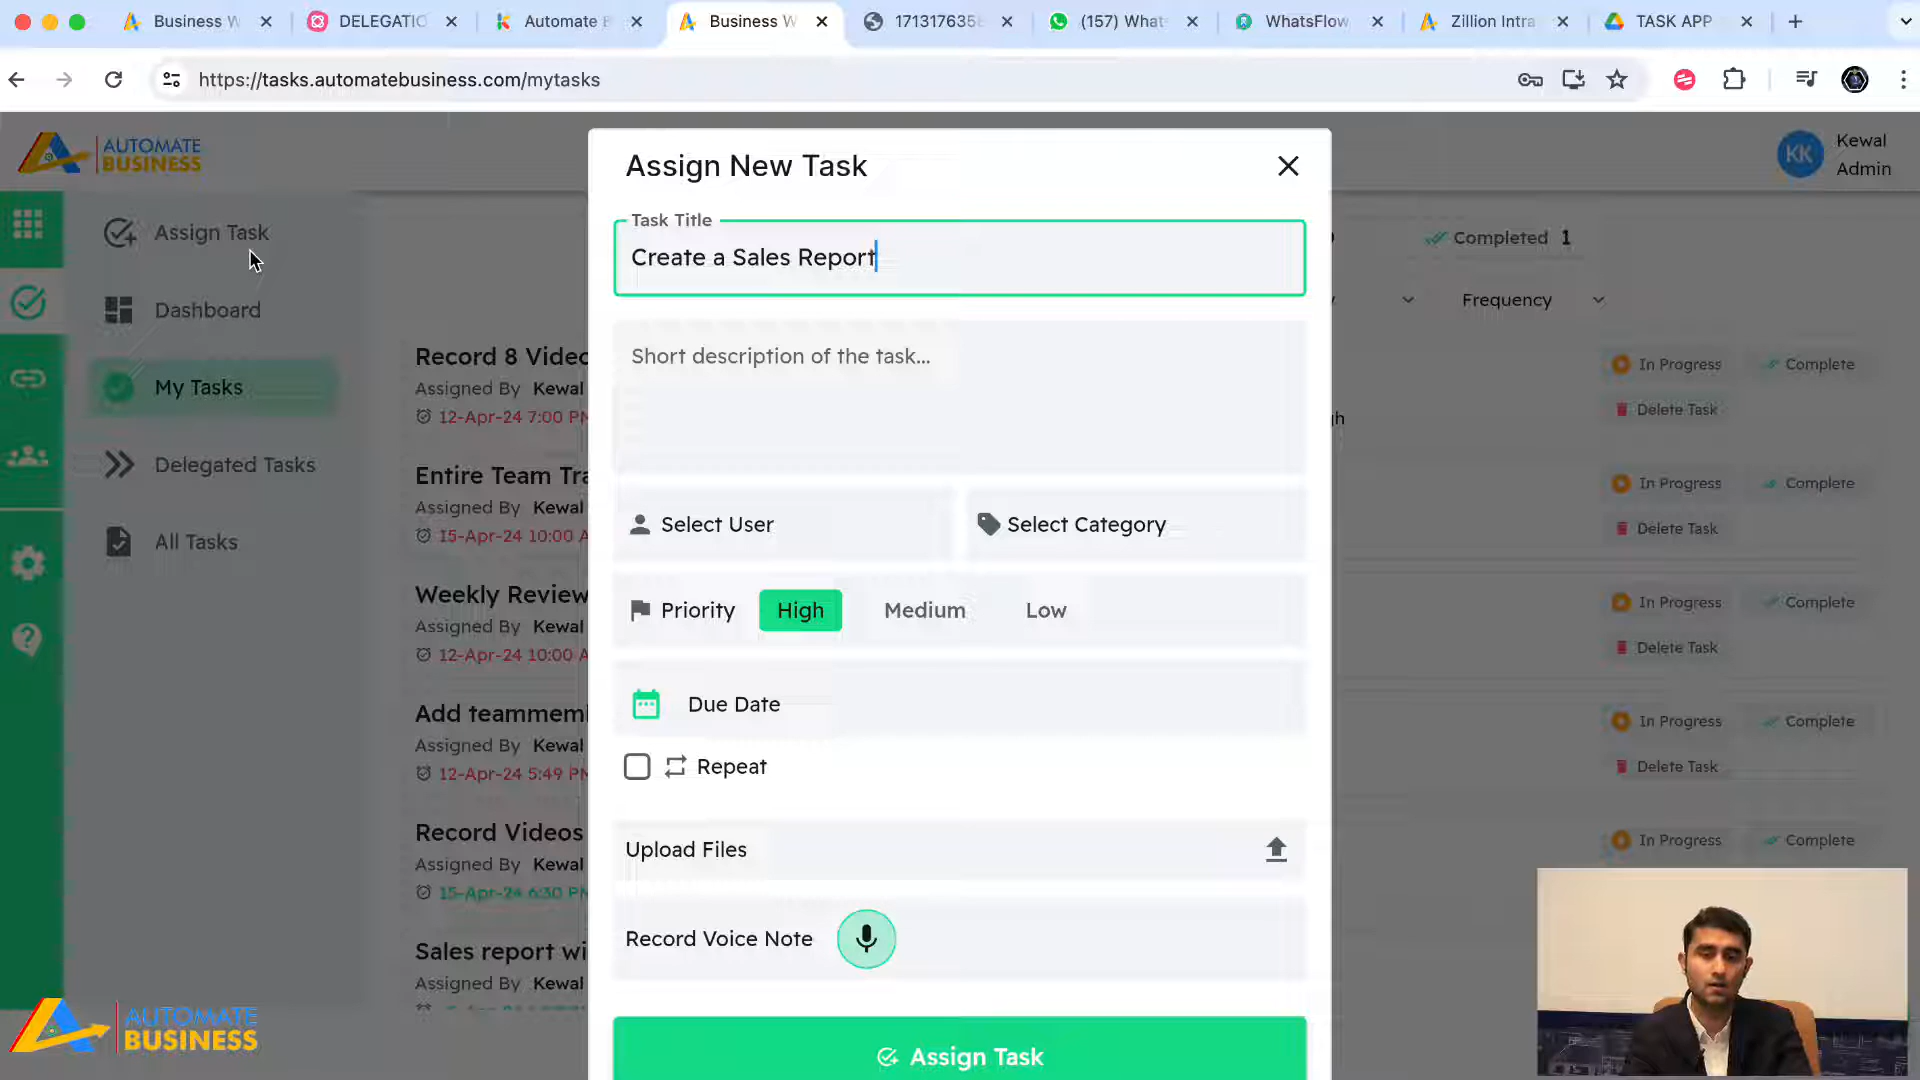 Business W
DELEGATIC
Automate B
Business W
1713176358
(157) What
WhatsFlow
Zillion Intra
TASK APP
https://tasks.automatebusiness.com/mytasks
AUTOMATE
BUSINESS
KK
Kewal
Admin
Assign Task
Dashboard
My Tasks
Delegated Tasks
All Tasks
Completed 1
Frequency
Record 8 Videc
Assigned By Kewal
12-Apr-24 7:00 PM
In Progress
Complete
Delete Task
Entire Team Tra
Assigned By Kewal
15-Apr-24 10:00 A
In Progress
Complete
Delete Task
Weekly Review
Assigned By Kewal
12-Apr-24 10:00 A
In Progress
Complete
Delete Task
Add teammem
Assigned By Kewal
12-Apr-24 5:49 PM
In Progress
Complete
Delete Task
Record Videos
Assigned By Kewal
15-Apr-24 6:30 PM
In Progress
Complete
Sales report wi
Assigned By Kewal
Assign New Task
Task Title
Create a Sales Report
Short description of the task...
Select User
Select Category
Priority
High
Medium
Low
Due Date
Repeat
Upload Files
Record Voice Note
Assign Task
AUTOMATE
BUSINESS